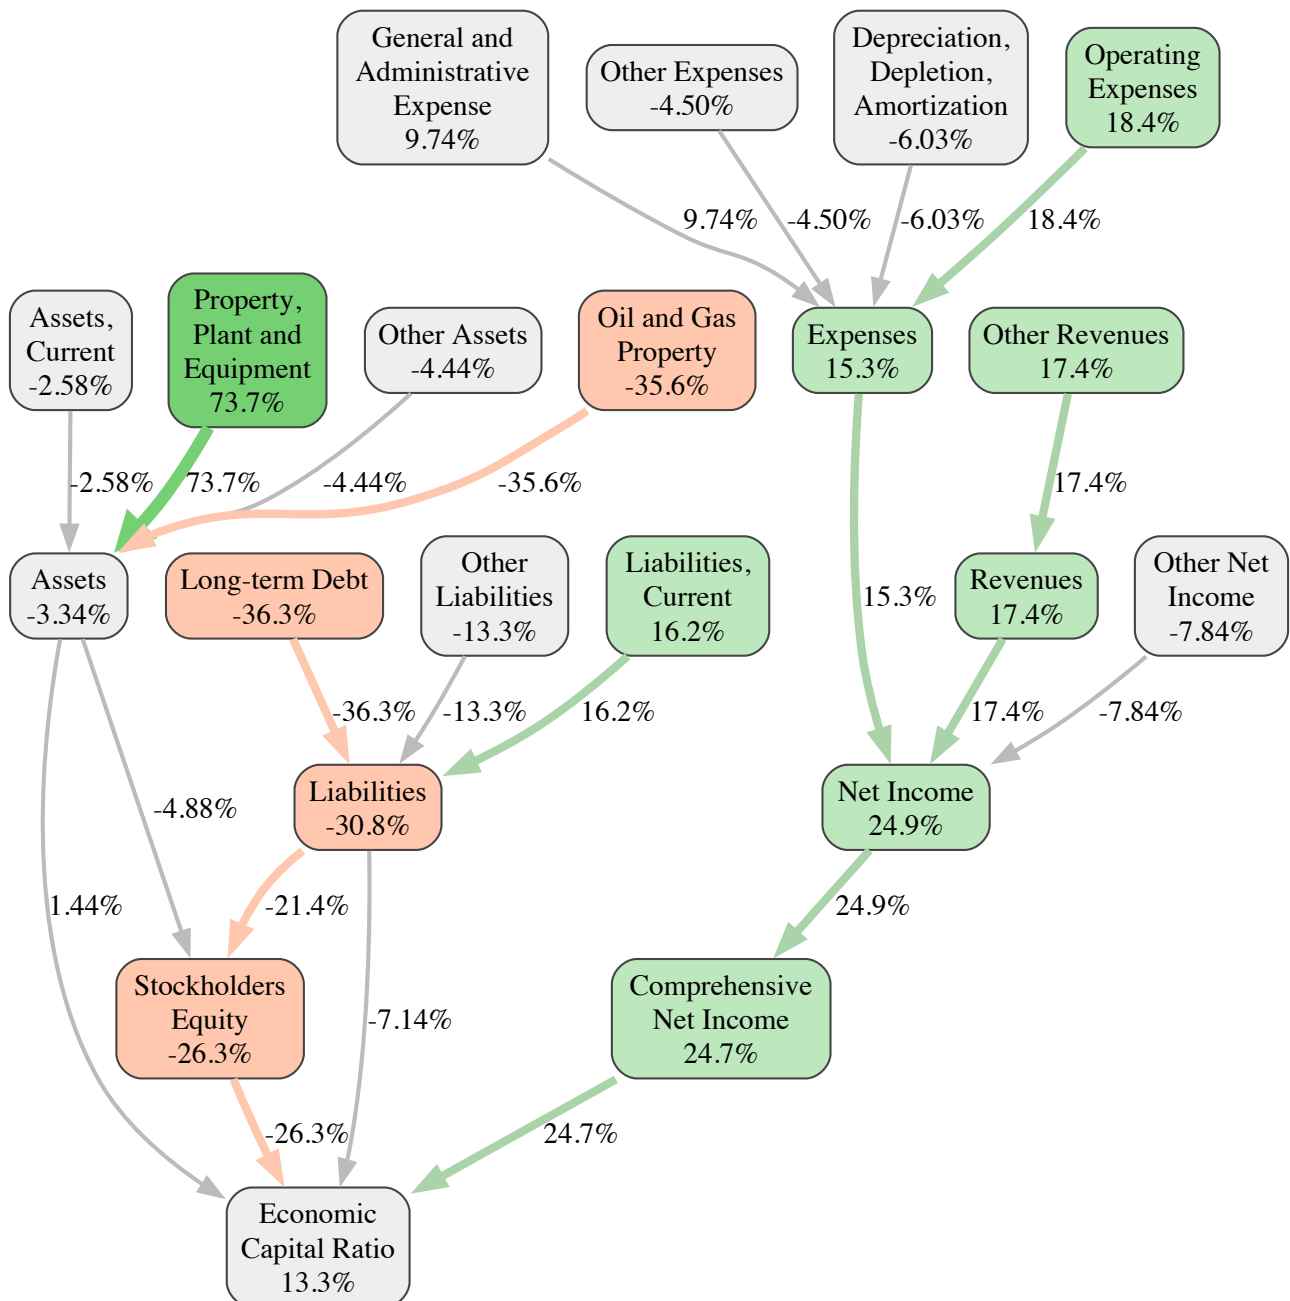 General and
Administrative
Expense
9.74%
Other Expenses
-4.50%
Depreciation,
Depletion,
Amortization
-6.03%
Operating
Expenses
18.4%
9.74%
-4.50%
-6.03%
18.4%
Assets,
Current
-2.58%
Property,
Plant and
Equipment
73.7%
Other Assets
-4.44%
Oil and Gas
Property
-35.6%
Expenses
15.3%
Other Revenues
17.4%
-2.58%
73.7%
-4.44%
-35.6%
17.4%
Assets
-3.34%
Long-term Debt
-36.3%
Other
Liabilities
-13.3%
Liabilities,
Current
16.2%
15.3%
Revenues
17.4%
Other Net
Income
-7.84%
-36.3%
-13.3%
16.2%
17.4%
-7.84%
-4.88%
Liabilities
-30.8%
Net Income
24.9%
1.44%
-21.4%
24.9%
Stockholders
Equity
-26.3%
-7.14%
Comprehensive
Net Income
24.7%
-26.3%
24.7%
Economic
Capital Ratio
13.3%